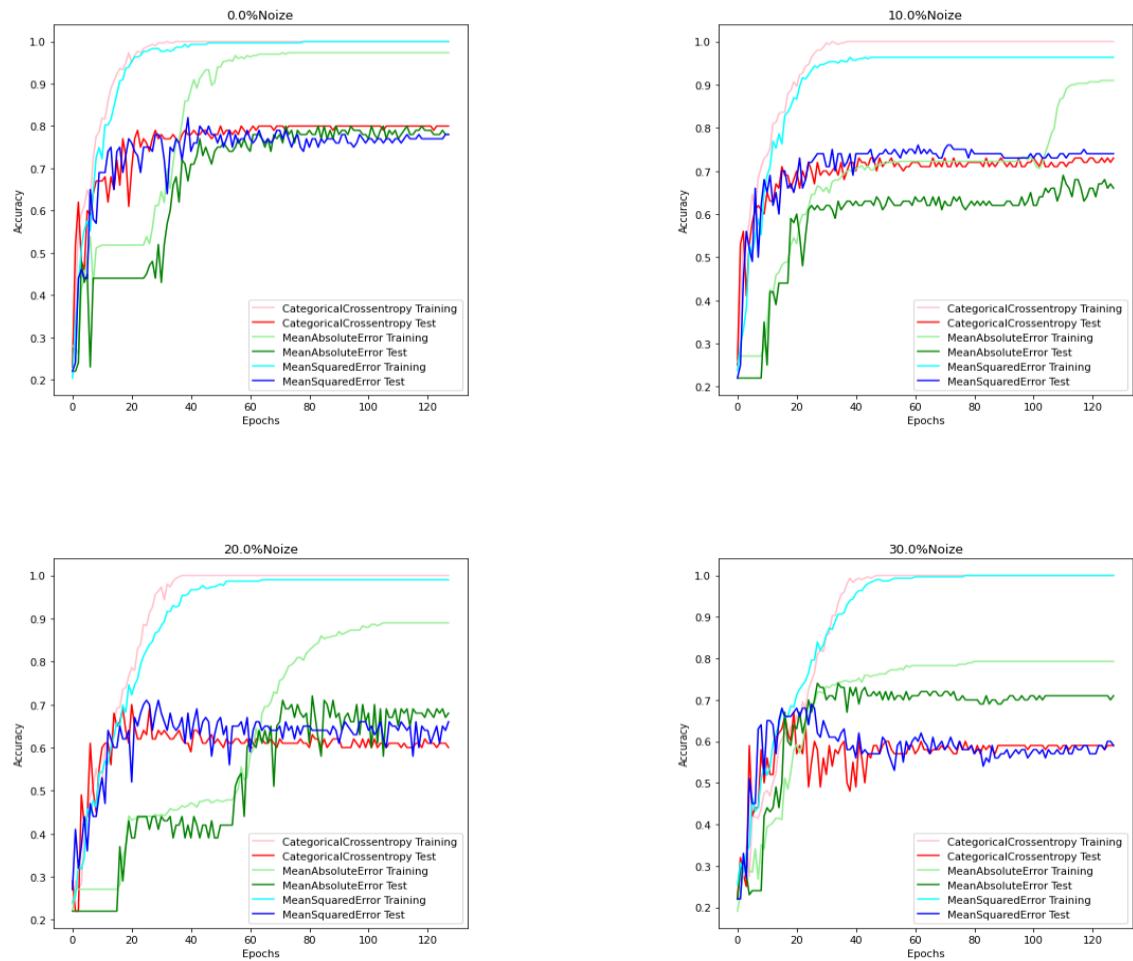 0.0%Noize
1.0
0.9
0.8
0.7
0.6
0.5
0.4
0.3
0.2
Accuracy
0
20
40
60
80
100
120
Epochs
CategoricalCrossentropy Training
CategoricalCrossentropy Test
MeanAbsoluteError Training
MeanAbsoluteError Test
MeanSquaredError Training
MeanSquaredError Test
10.0%Noize
1.0
0.9
0.8
0.7
0.6
0.5
0.4
0.3
0.2
Accuracy
0
20
40
60
80
100
120
Epochs
CategoricalCrossentropy Training
CategoricalCrossentropy Test
MeanAbsoluteError Training
MeanAbsoluteError Test
MeanSquaredError Training
MeanSquaredError Test
20.0%Noize
1.0
0.9
0.8
0.7
0.6
0.5
0.4
0.3
0.2
Accuracy
0
20
40
60
80
100
120
Epochs
CategoricalCrossentropy Training
CategoricalCrossentropy Test
MeanAbsoluteError Training
MeanAbsoluteError Test
MeanSquaredError Training
MeanSquaredError Test
30.0%Noize
1.0
0.9
0.8
0.7
0.6
0.5
0.4
0.3
0.2
Accuracy
0
20
40
60
80
100
120
Epochs
CategoricalCrossentropy Training
CategoricalCrossentropy Test
MeanAbsoluteError Training
MeanAbsoluteError Test
MeanSquaredError Training
MeanSquaredError Test